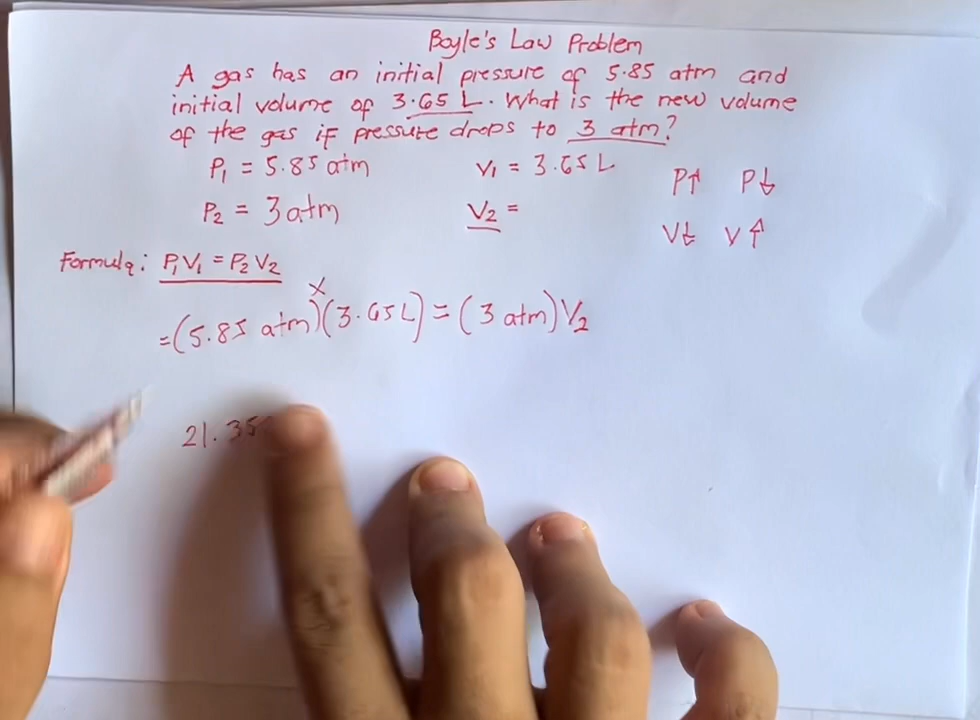 Boyle's Law Problem
A gas has an initial pressure of 5.85 atm and
initial volume of 3.65 L. What is the new volume
of the gas if pressure drops to 3 atm?
P₁ = 5.85 atm V₁ = 3.65 L P↑ P↓
P₂ = 3 atm V₂ = V↓ V↑
Formula: P₁V₁ = P₂V₂
=(5.85 atm)x(3.65L) = (3 atm)V₂
21.35